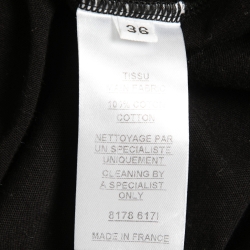 36
TISSU
COTTON
NETTOYAGE PAR
UN SPECIALISTE
UNIQUEMENT
CLEANING BY
A SPECIALIST
ONLY
8178 6171
MADE IN FRANCE